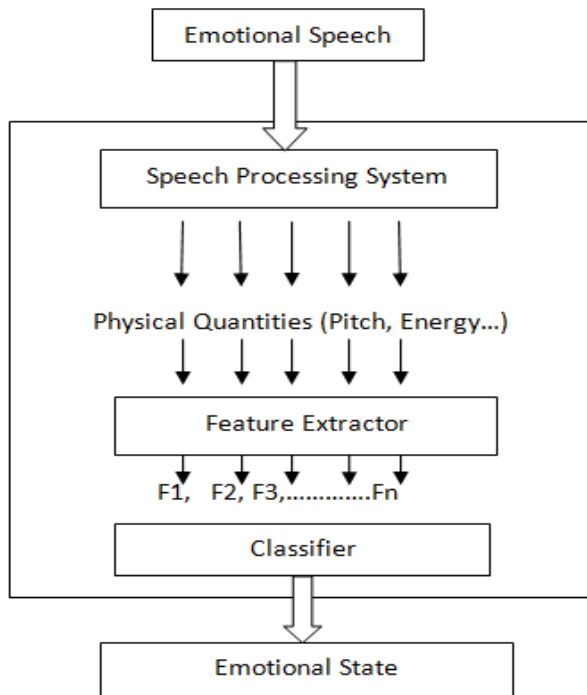 Emotional Speech
Speech Processing System
Physical Quantities (Pitch, Energy...)
Feature Extractor
F1, F2, F3,.............Fn
Classifier
Emotional State